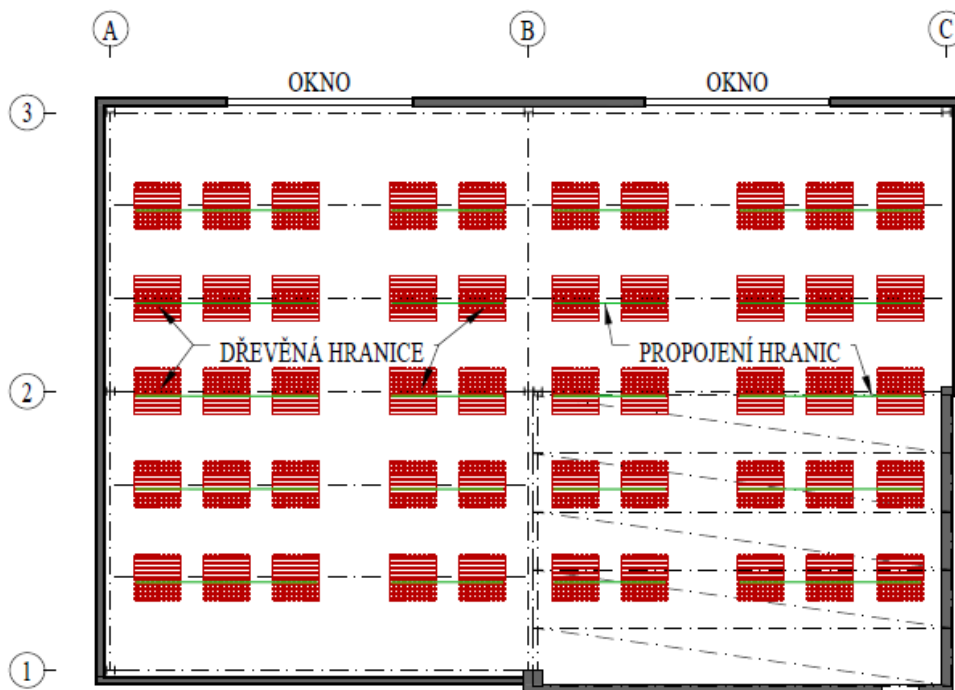 A B C
OKNO OKNO
3
DŘEVĚNÁ HRANICE PROPOJENÍ HRANIC
2
1